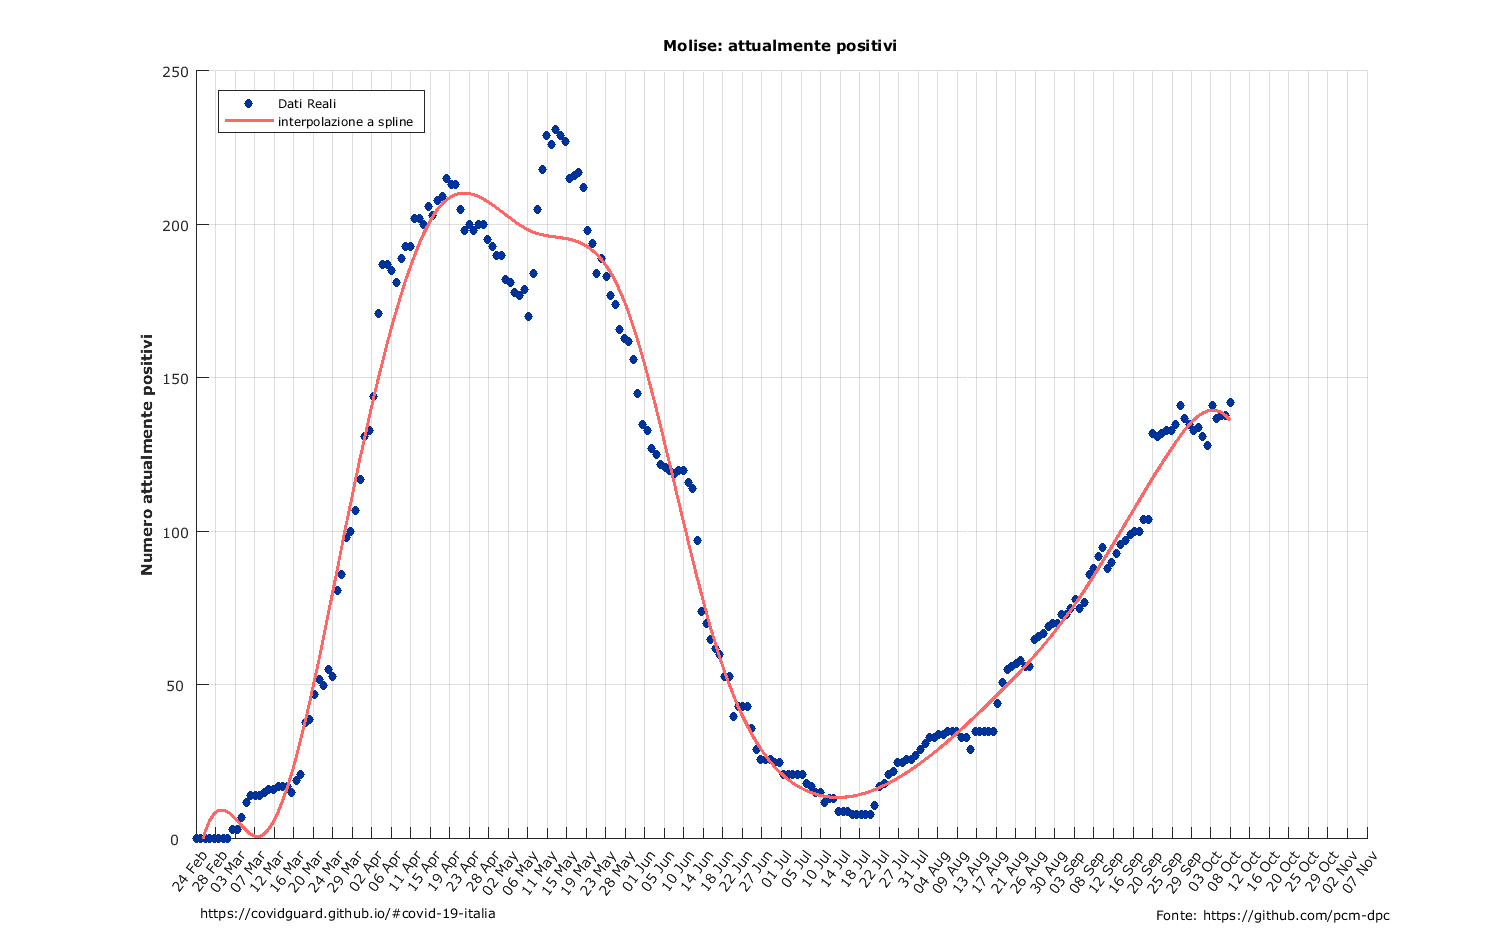 Molise: attualmente positivi
Dati Reali
interpolazione a spline
Numero attualmente positivi
250
200
150
100
50
0
24 Feb
28 Feb
03 Mar
07 Mar
12 Mar
16 Mar
20 Mar
24 Mar
29 Mar
02 Apr
06 Apr
11 Apr
15 Apr
19 Apr
23 Apr
28 Apr
02 May
06 May
11 May
15 May
19 May
23 May
28 May
01 Jun
05 Jun
10 Jun
14 Jun
18 Jun
22 Jun
27 Jun
01 Jul
05 Jul
10 Jul
14 Jul
18 Jul
22 Jul
27 Jul
31 Jul
04 Aug
09 Aug
13 Aug
17 Aug
21 Aug
26 Aug
30 Aug
03 Sep
08 Sep
12 Sep
16 Sep
20 Sep
25 Sep
29 Sep
03 Oct
08 Oct
12 Oct
16 Oct
20 Oct
25 Oct
29 Oct
02 Nov
07 Nov
https://covidguard.github.io/#covid-19-italia
Fonte: https://github.com/pcm-dpc